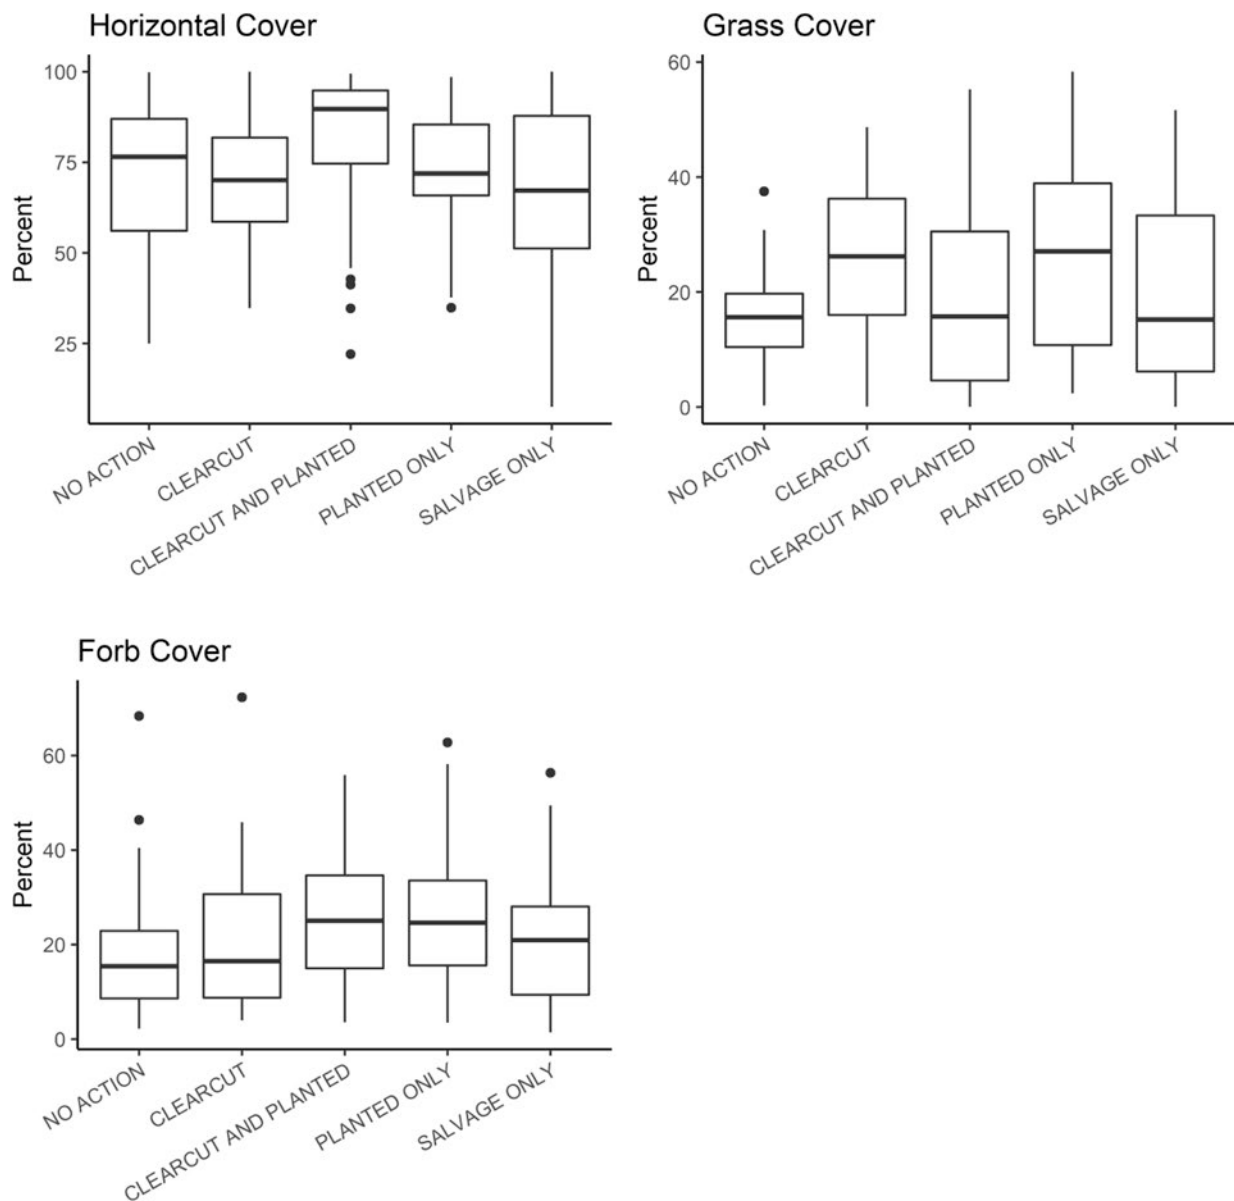 Horizontal Cover
Percent
100
75
50
25
NO ACTION
CLEARCUT
CLEARCUT AND PLANTED
PLANTED ONLY
SALVAGE ONLY
Grass Cover
Percent
60
40
20
0
NO ACTION
CLEARCUT
CLEARCUT AND PLANTED
PLANTED ONLY
SALVAGE ONLY
Forb Cover
Percent
60
40
20
0
NO ACTION
CLEARCUT
CLEARCUT AND PLANTED
PLANTED ONLY
SALVAGE ONLY